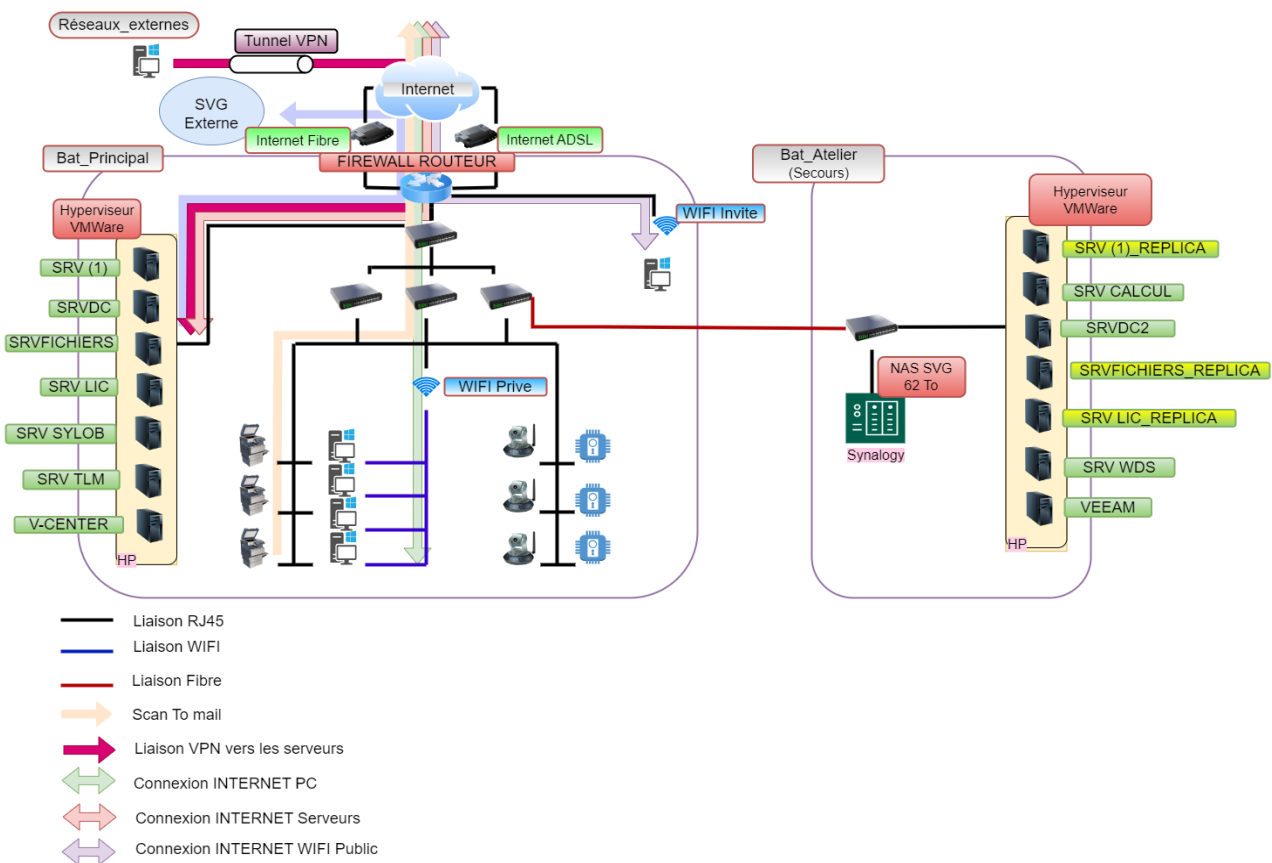 Réseaux_externes
Tunnel VPN
Internet
SVG
Externe
Internet Fibre
Internet ADSL
Bat_Principal
FIREWALL ROUTEUR
Bat_Atelier
(Secours)
Hyperviseur
VMWare
WIFI Invite
Hyperviseur
VMWare
SRV (1)
SRVDC
SRVFICHIERS
SRV LIC
SRV SYLOB
SRV TLM
V-CENTER
HP
WIFI Prive
NAS SVG
62 To
Synalogy
SRV (1)_REPLICA
SRV CALCUL
SRVDC2
SRVFICHIERS_REPLICA
SRV LIC_REPLICA
SRV WDS
VEEAM
HP
Liaison RJ45
Liaison WIFI
Liaison Fibre
Scan To mail
Liaison VPN vers les serveurs
Connexion INTERNET PC
Connexion INTERNET Serveurs
Connexion INTERNET WIFI Public